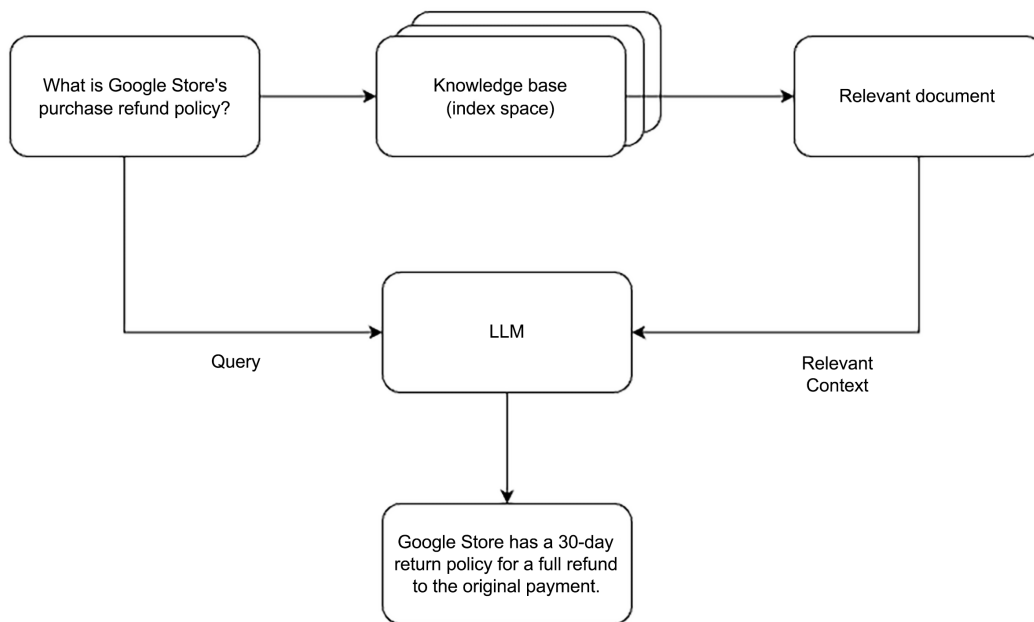 What is Google Store's
purchase refund policy?
Knowledge base
(index space)
Relevant document
LLM
Query
Relevant
Context
Google Store has a 30-day
return policy for a full refund
to the original payment.